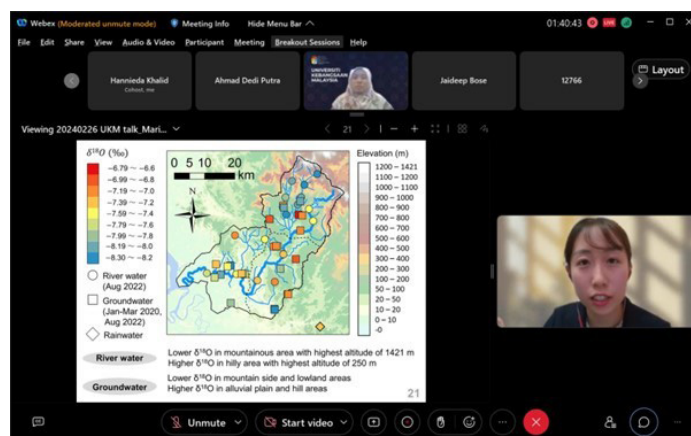 Webex (Moderated unmute mode) Meeting Info Hide Menu Bar 01:40:43 LIVE
File Edit Share View Audio & Video Participant Meeting Breakout Sessions Help
Hannieda Khalid
Cohost, me
Ahmad Dedi Putra
UNIVERSITI
KEBANGSAAN
MALAYSIA
Jaideep Bose
12766
Layout
Viewing 20240226 UKM talk_Mari...
21
δ¹⁸O (‰)
−6.79 ~ −6.6
−6.99 ~ −6.8
−7.19 ~ −7.0
−7.39 ~ −7.2
−7.59 ~ −7.4
−7.79 ~ −7.6
−7.99 ~ −7.8
−8.19 ~ −8.0
−8.30 ~ −8.2
River water
(Aug 2022)
Groundwater
(Jan-Mar 2020,
Aug 2022)
Rainwater
0 5 10 20
km
N
Elevation (m)
1200 - 1421
1100 - 1200
1000 - 1100
900 - 1000
800 - 900
700 - 800
600 - 700
500 - 600
400 - 500
300 - 400
200 - 300
100 - 200
50 - 100
20 - 50
10 - 20
0 - 10
-0
River water
Lower δ¹⁸O in mountainous area with highest altitude of 1421 m
Higher δ¹⁸O in hilly area with highest altitude of 250 m
Groundwater
Lower δ¹⁸O in mountain side and lowland areas
Higher δ¹⁸O in alluvial plain and hill areas
21
Unmute
Start video